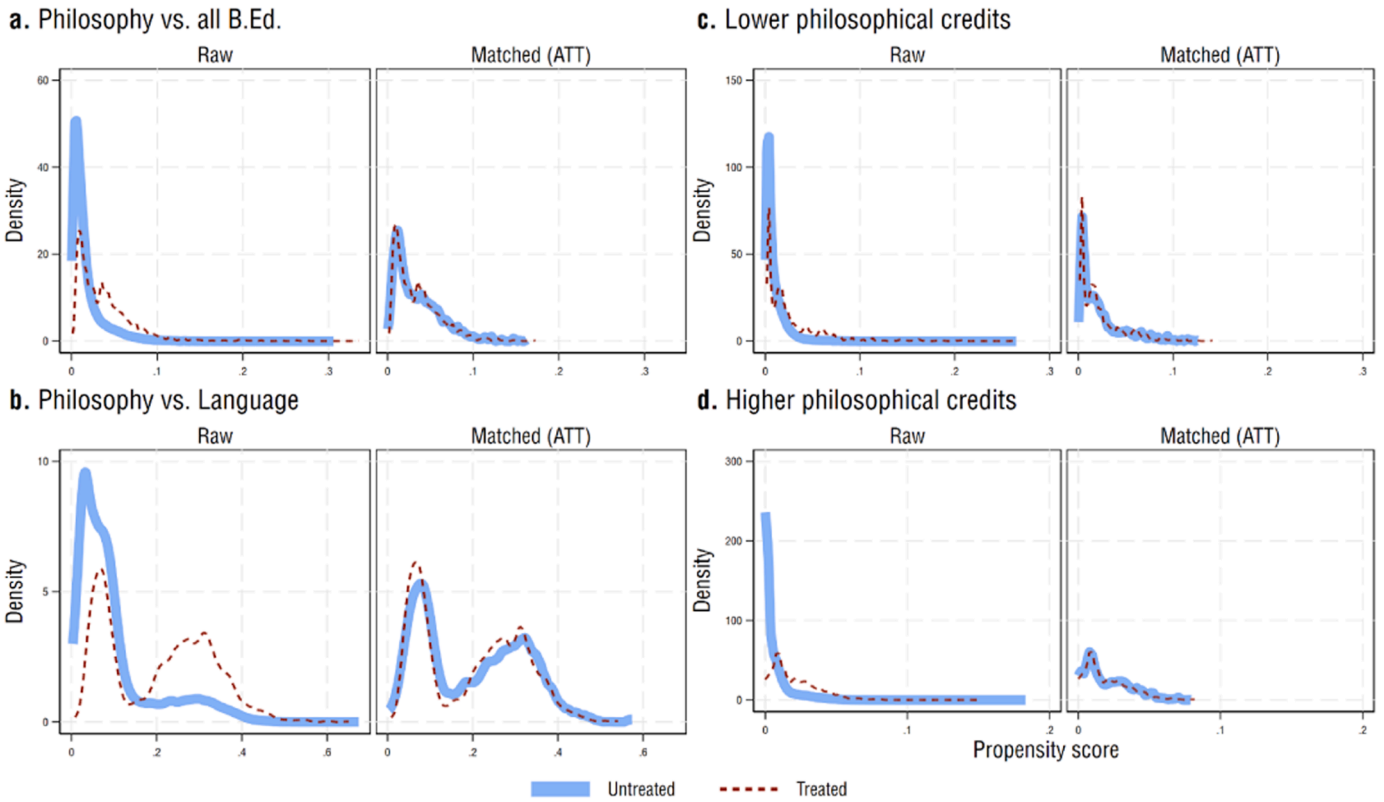 a. Philosophy vs. all B.Ed.
Raw
Matched (ATT)
Density
60
40
20
0
0
.1
.2
.3
0
.1
.2
.3
b. Philosophy vs. Language
Raw
Matched (ATT)
Density
10
5
0
0
.2
.4
.6
0
.2
.4
.6
c. Lower philosophical credits
Raw
Matched (ATT)
Density
150
100
50
0
0
.1
.2
.3
0
.1
.2
.3
d. Higher philosophical credits
Raw
Matched (ATT)
Density
300
200
100
0
0
.1
.2
0
.1
.2
Propensity score
Untreated
Treated